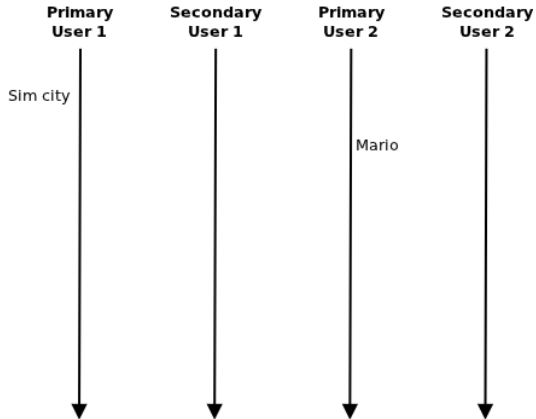 Primary
User 1
Secondary
User 1
Primary
User 2
Secondary
User 2
Sim city
Mario